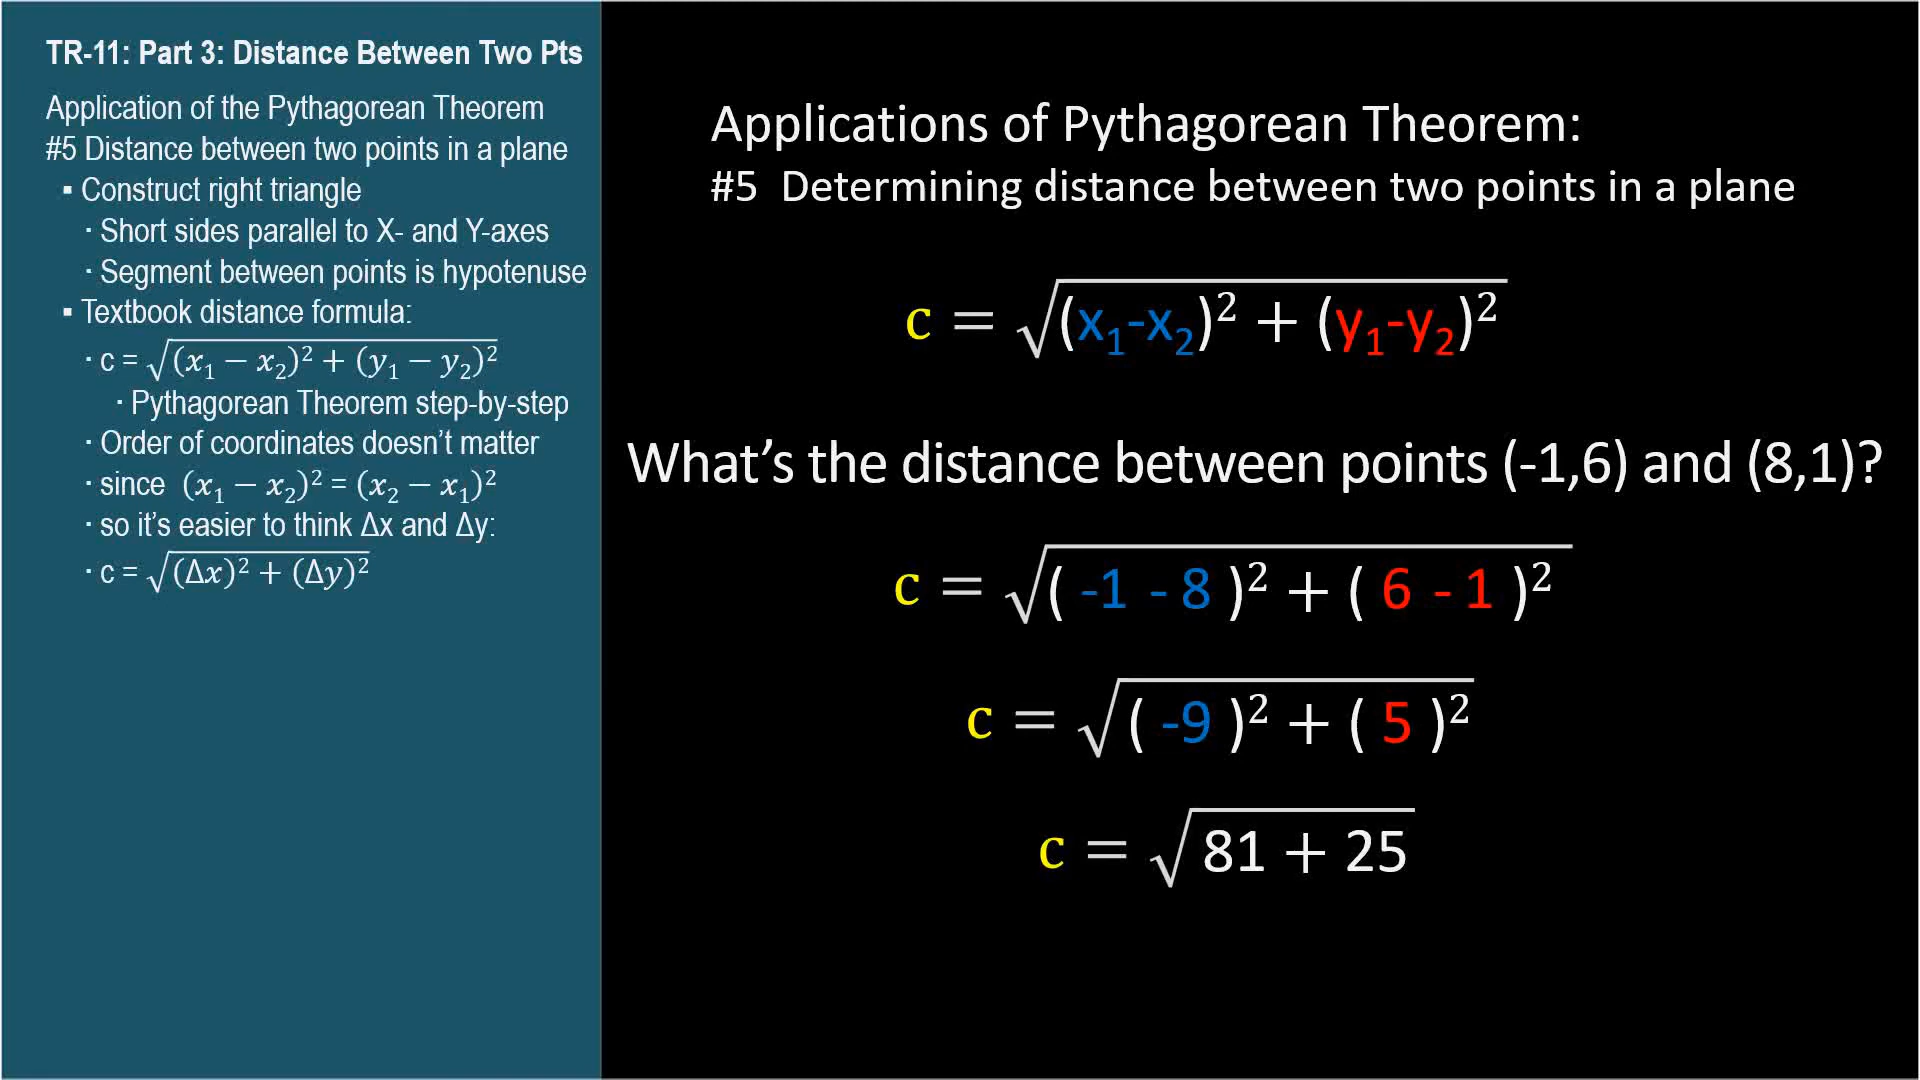 TR-11: Part 3: Distance Between Two Pts
Application of the Pythagorean Theorem
#5 Distance between two points in a plane
▪ Construct right triangle
· Short sides parallel to X- and Y-axes
· Segment between points is hypotenuse
▪ Textbook distance formula:
· c = √(x₁ − x₂)² + (y₁ − y₂)²
· Pythagorean Theorem step-by-step
· Order of coordinates doesn’t matter
· since (x₁ − x₂)² = (x₂ − x₁)²
· so it’s easier to think Δx and Δy:
· c = √(Δx)² + (Δy)²
Applications of Pythagorean Theorem:
#5 Determining distance between two points in a plane
c = √(x₁-x₂)² + (y₁-y₂)²
What’s the distance between points (-1,6) and (8,1)?
c = √( -1 - 8 )² + ( 6 - 1 )²
c = √( -9 )² + ( 5 )²
c = √81 + 25